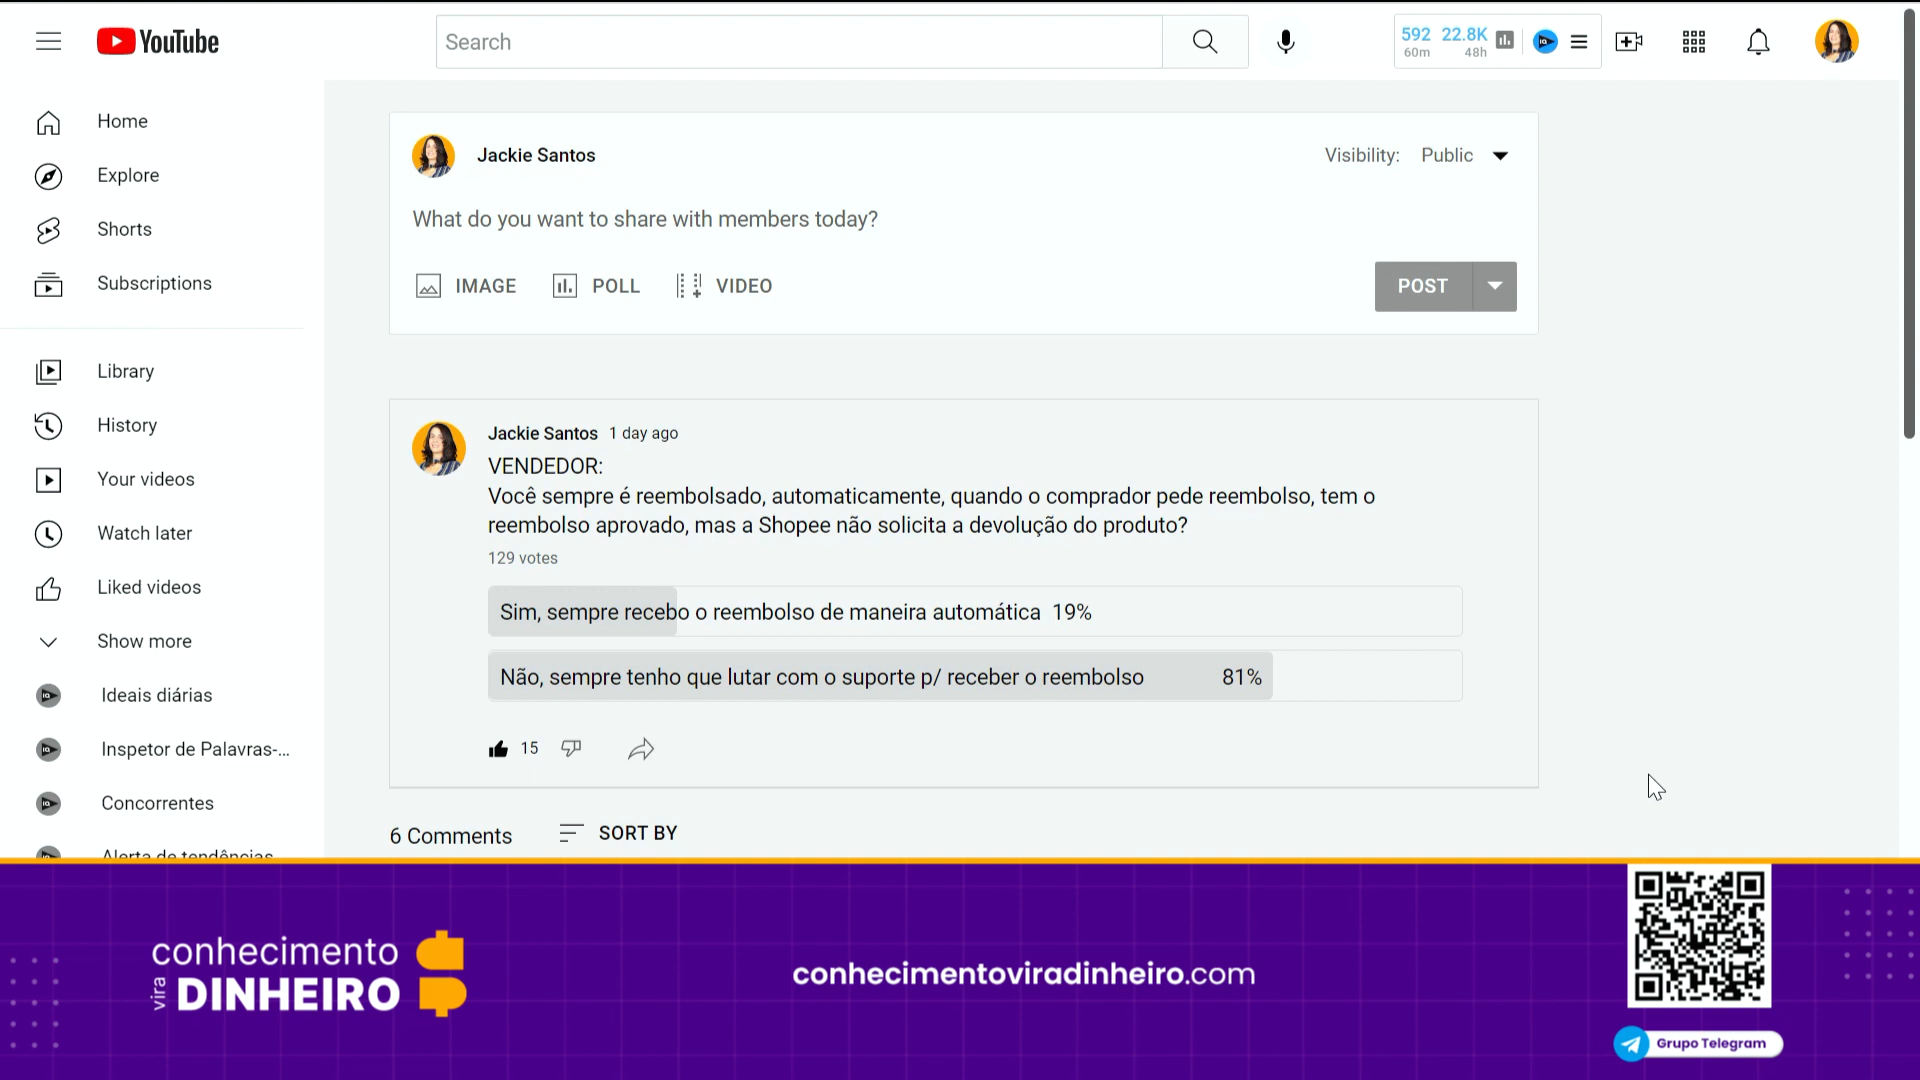 YouTube
Search
592 22.8K
60m 48h
Home
Explore
Shorts
Subscriptions
Library
History
Your videos
Watch later
Liked videos
Show more
Ideais diárias
Inspetor de Palavras-...
Concorrentes
Alerta de tendências
Jackie Santos
Visibility: Public
What do you want to share with members today?
IMAGE POLL VIDEO
POST
Jackie Santos 1 day ago
VENDEDOR:
Você sempre é reembolsado, automaticamente, quando o comprador pede reembolso, tem o
reembolso aprovado, mas a Shopee não solicita a devolução do produto?
129 votes
Sim, sempre recebo o reembolso de maneira automática 19%
Não, sempre tenho que lutar com o suporte p/ receber o reembolso 81%
15
6 Comments SORT BY
conhecimento
vira DINHEIRO
conhecimentoviradinheiro.com
Grupo Telegram